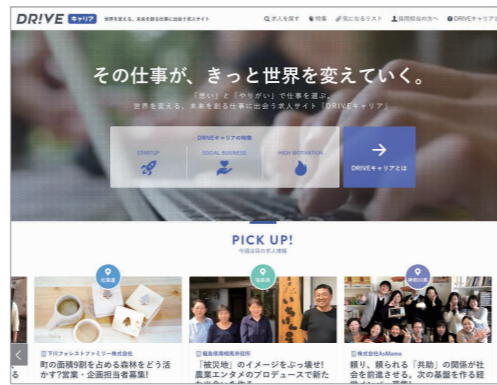 DR!VE キャリア 世界を変える、未来を創る仕事に出会う求人サイト 求人を探す 特集 気になるリスト 採用担当の方へ DRIVEキャリアと
その仕事が、きっと世界を変えていく。
「思い」と「やりがい」で仕事を選ぶ、
世界を変える、未来を創る仕事に出会う求人サイト「DRIVEキャリア」
DRIVEキャリアの特徴
STARTUP SOCIAL BUSINESS HIGH MOTIVATION
DRIVEキャリアとは
PICK UP!
今週注目の求人情報
北海道 福島県 神奈川県
下川フォレストファミリー株式会社
町の面積9割を占める森林をどう活
かす?営業・企画担当者募集!
福島県南相馬市役所
「被災地」のイメージをぶっ壊せ!
農業エンタメのプロデュースで新た
株式会社AsMama
頼り、頼られる「共助」の関係が社
会を前進させる。次の基盤を作る経